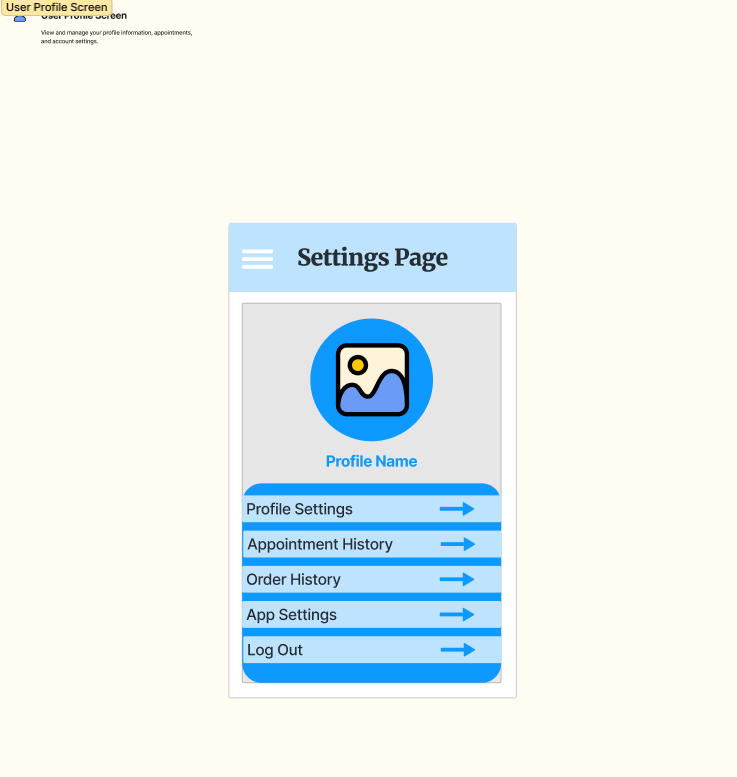 User Profile Screen
User Profile Screen
View and manage your profile information, appointments,
and account settings.
Settings Page
Profile Name
Profile Settings
Appointment History
Order History
App Settings
Log Out